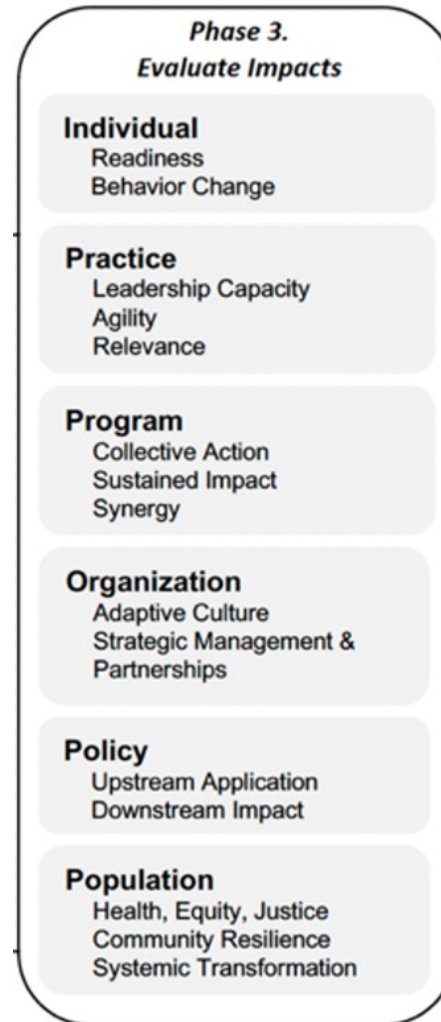 Phase 3.
Evaluate Impacts
Individual
Readiness
Behavior Change
Practice
Leadership Capacity
Agility
Relevance
Program
Collective Action
Sustained Impact
Synergy
Organization
Adaptive Culture
Strategic Management &
Partnerships
Policy
Upstream Application
Downstream Impact
Population
Health, Equity, Justice
Community Resilience
Systemic Transformation